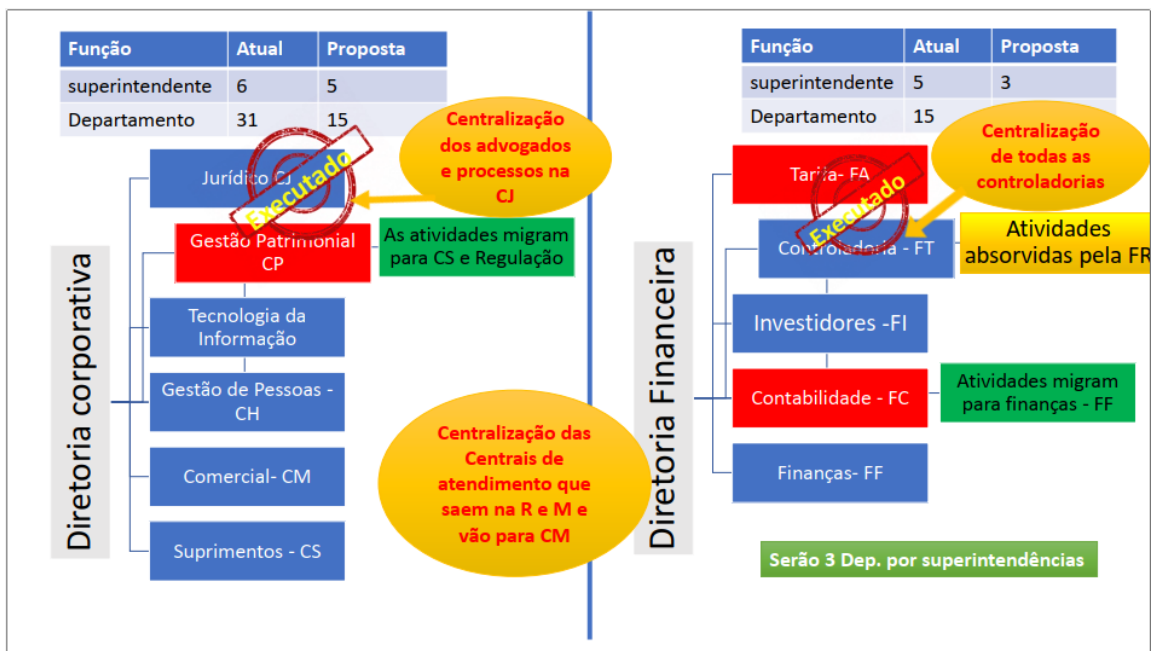 Função Atual Proposta
superintendente 6 5
Departamento 31 15
Centralização
dos advogados
e processos na
CJ
Jurídico CJ
Executado
Gestão Patrimonial
CP
As atividades migram
para CS e Regulação
Tecnologia da
Informação
Gestão de Pessoas -
CH
Comercial- CM
Suprimentos - CS
Diretoria corporativa
Centralização das
Centrais de
atendimento que
saem na R e M e
vão para CM
Função Atual Proposta
superintendente 5 3
Departamento 15
Centralização
de todas as
controladorias
Tarifa- FA
Executado
Controladoria - FT
Atividades
absorvidas pela FR
Investidores -FI
Contabilidade - FC
Atividades migram
para finanças - FF
Finanças- FF
Diretoria Financeira
Serão 3 Dep. por superintendências